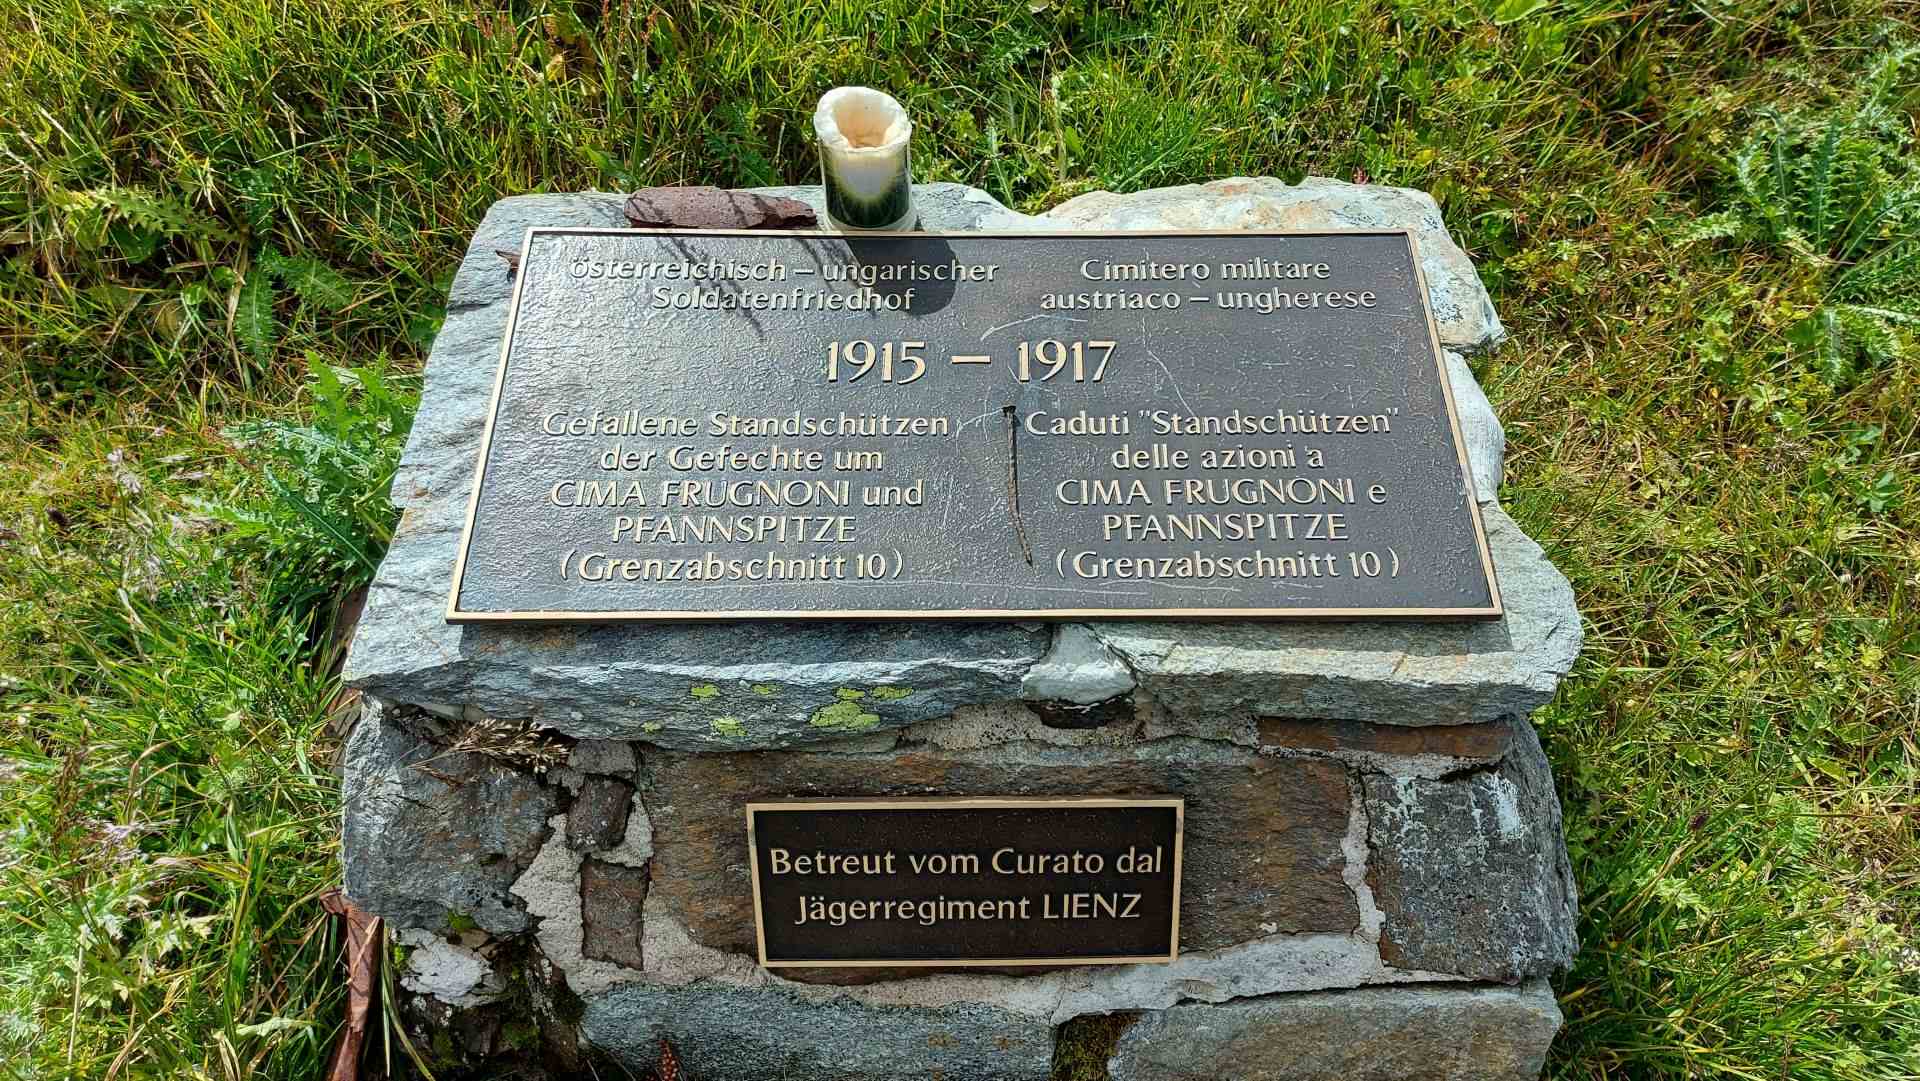 österreichisch – ungarischer
Soldatenfriedhof
Cimitero militare
austriaco – ungherese
1915 – 1917
Gefallene Standschützen
der Gefechte um
CIMA FRUGNONI und
PFANNSPITZE
(Grenzabschnitt 10)
Caduti "Standschützen"
delle azioni a
CIMA FRUGNONI e
PFANNSPITZE
(Grenzabschnitt 10)
Betreut vom Curato dal
Jägerregiment LIENZ